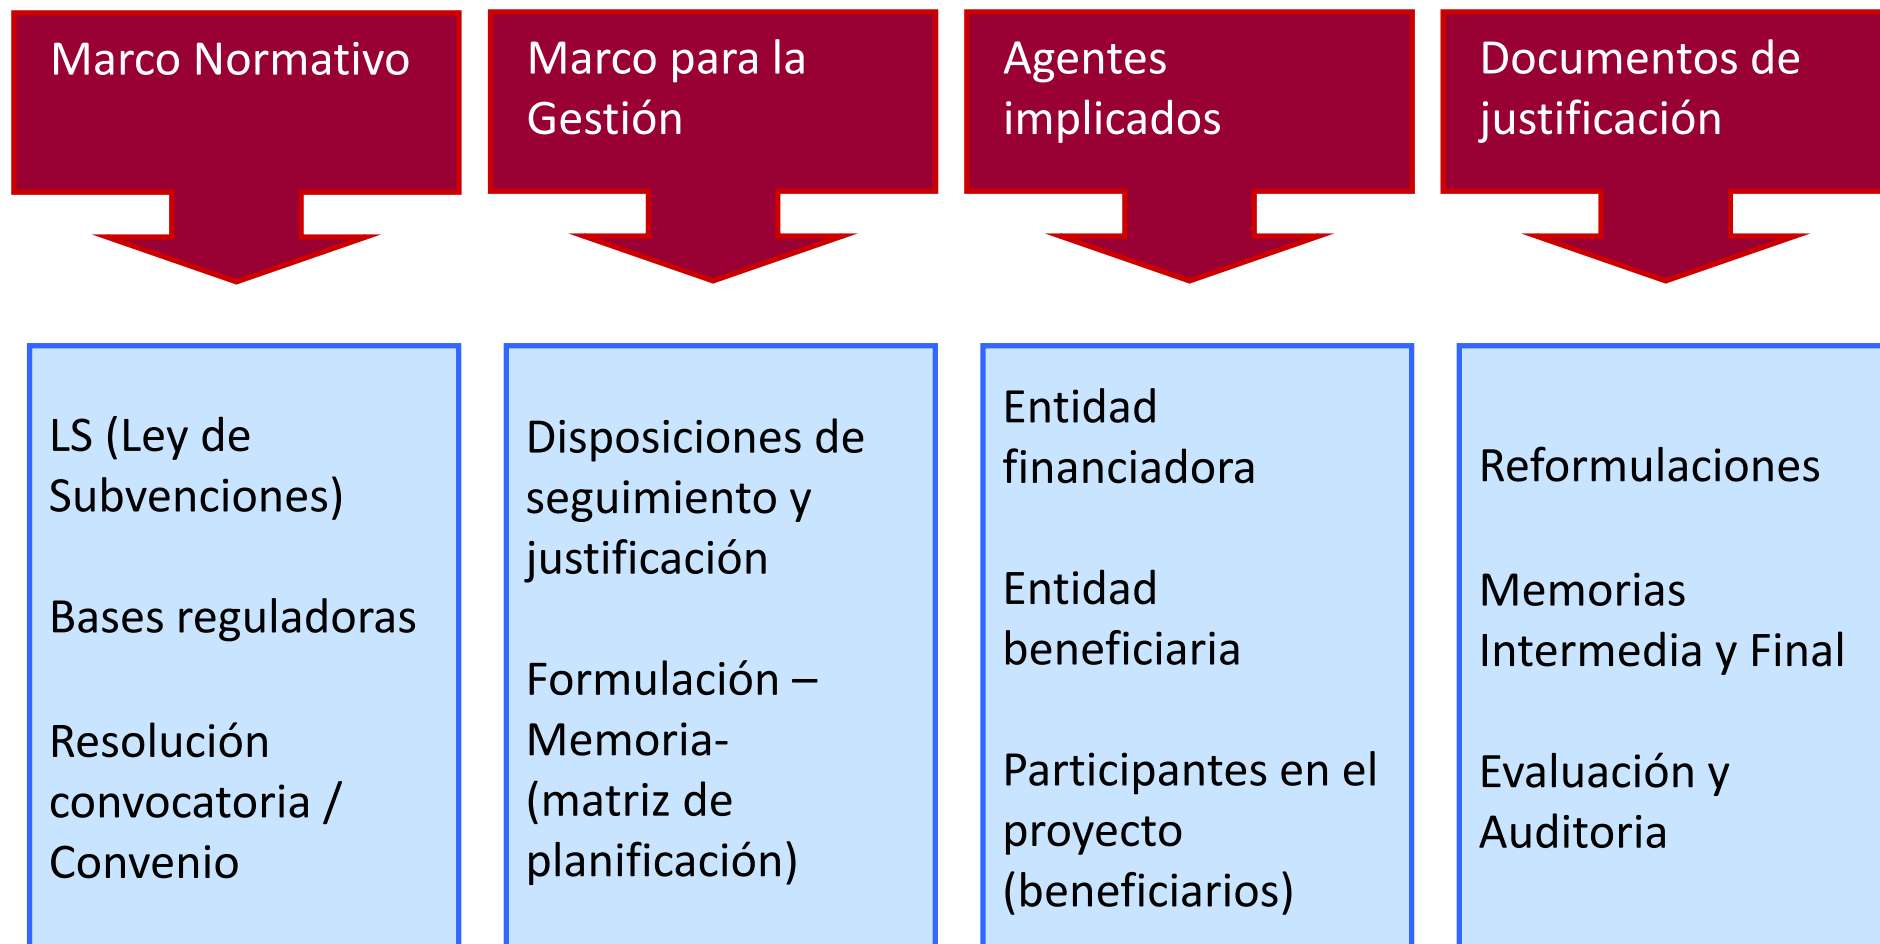 Marco Normativo
Marco para la
Gestión
Agentes
implicados
Documentos de
justificación
LS (Ley de
Subvenciones)
Bases reguladoras
Resolución
convocatoria /
Convenio
Disposiciones de
seguimiento y
justificación
Formulación –
Memoria-
(matriz de
planificación)
Entidad
financiadora
Entidad
beneficiaria
Participantes en el
proyecto
(beneficiarios)
Reformulaciones
Memorias
Intermedia y Final
Evaluación y
Auditoria